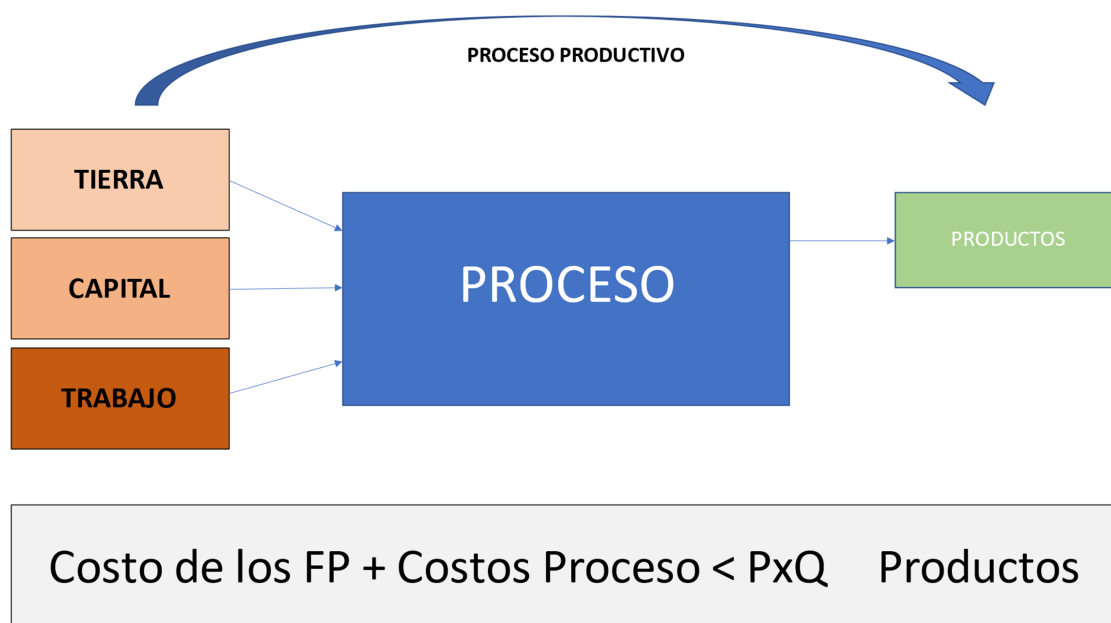 PROCESO PRODUCTIVO
TIERRA
CAPITAL
TRABAJO
PROCESO
PRODUCTOS
Costo de los FP + Costos Proceso < PxQ Productos